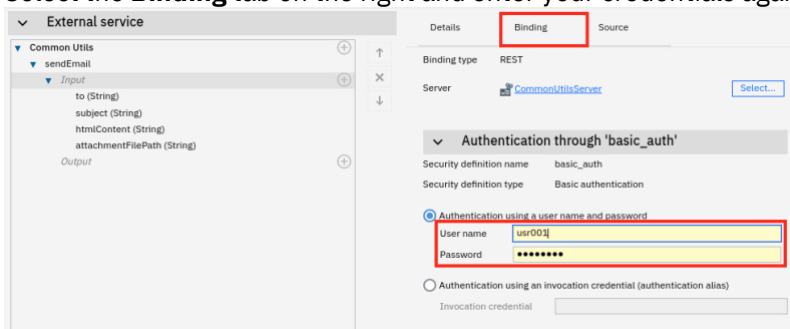 Select the Binding tab on the right and enter your credentials again
External service
Common Utils
sendEmail
Input
to (String)
subject (String)
htmlContent (String)
attachmentFilePath (String)
Output
Details Binding Source
Binding type REST
Server CommonUtilsServer Select...
Authentication through 'basic_auth'
Security definition name basic_auth
Security definition type Basic authentication
Authentication using a user name and password
User name usr001
Password ••••••••
Authentication using an invocation credential (authentication alias)
Invocation credential